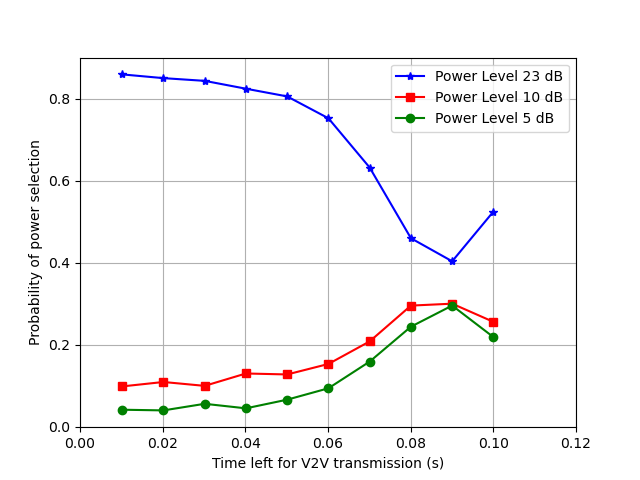 Power Level 23 dB
Power Level 10 dB
Power Level 5 dB
Probability of power selection
0.8
0.6
0.4
0.2
0.0
0.00 0.02 0.04 0.06 0.08 0.10 0.12
Time left for V2V transmission (s)